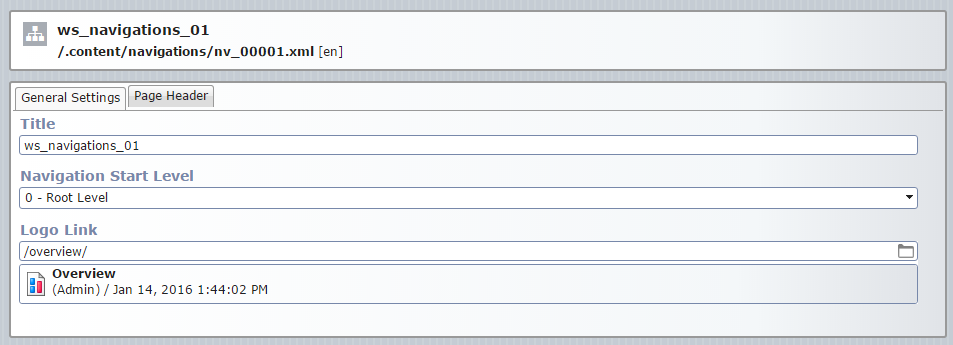 ws_navigations_01
/.content/navigations/nv_00001.xml [en]
General Settings Page Header
Title
ws_navigations_01
Navigation Start Level
0 - Root Level
Logo Link
/overview/
Overview
(Admin) / Jan 14, 2016 1:44:02 PM